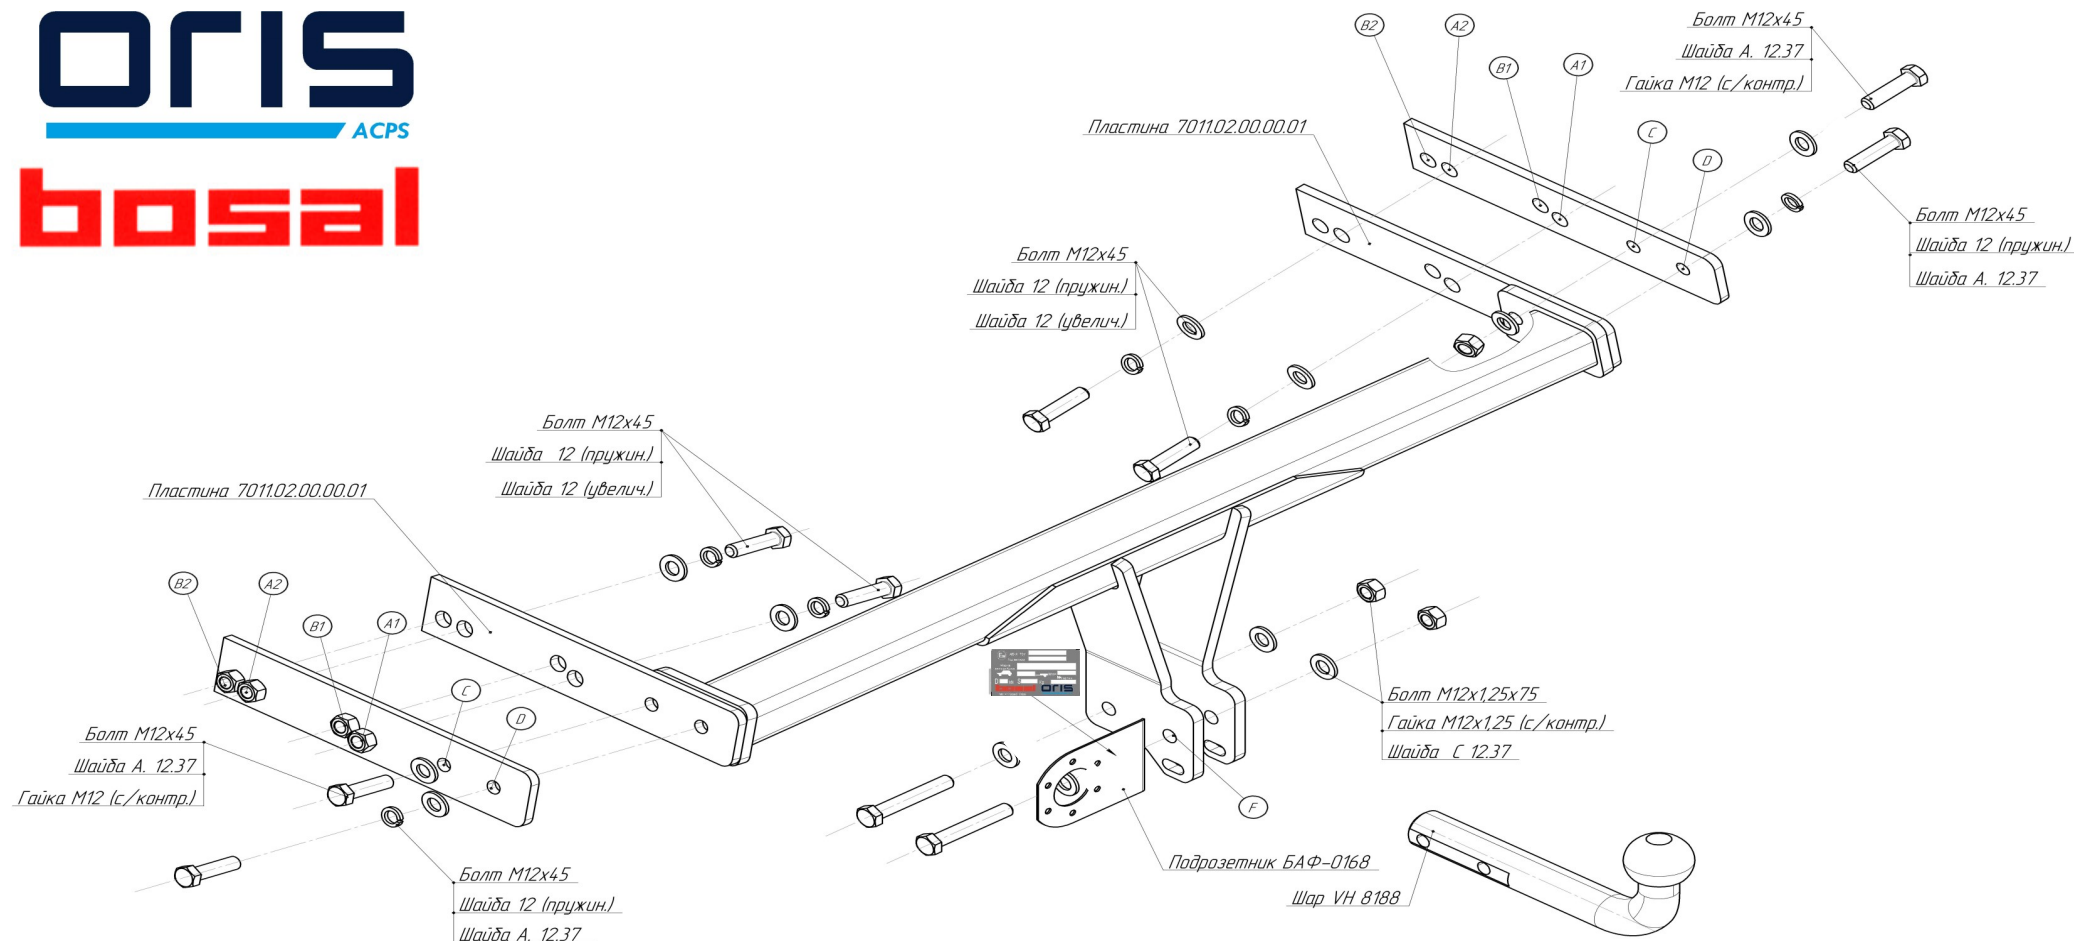 oris
ACPS
bosal
B2
A2
B1
A1
C
D
Болт М12х45
Шайба А. 12.37
Гайка М12 (с/контр.)
Пластина 7011.02.00.00.01
Болт М12х45
Шайба 12 (пружин.)
Шайба А. 12.37
Болт М12х45
Шайба 12 (пружин.)
Шайба 12 (увелич.)
Болт М12х45
Шайба 12 (пружин.)
Шайба 12 (увелич.)
Пластина 7011.02.00.00.01
B2
A2
B1
A1
C
D
Болт М12х45
Шайба А. 12.37
Гайка М12 (с/контр.)
Болт М12х45
Шайба 12 (пружин.)
Шайба А. 12.37
bosal oris
Болт М12х1,25х75
Гайка М12х1,25 (с/контр.)
Шайба С 12.37
F
Подрозетник БАФ-0168
Шар VH 8188